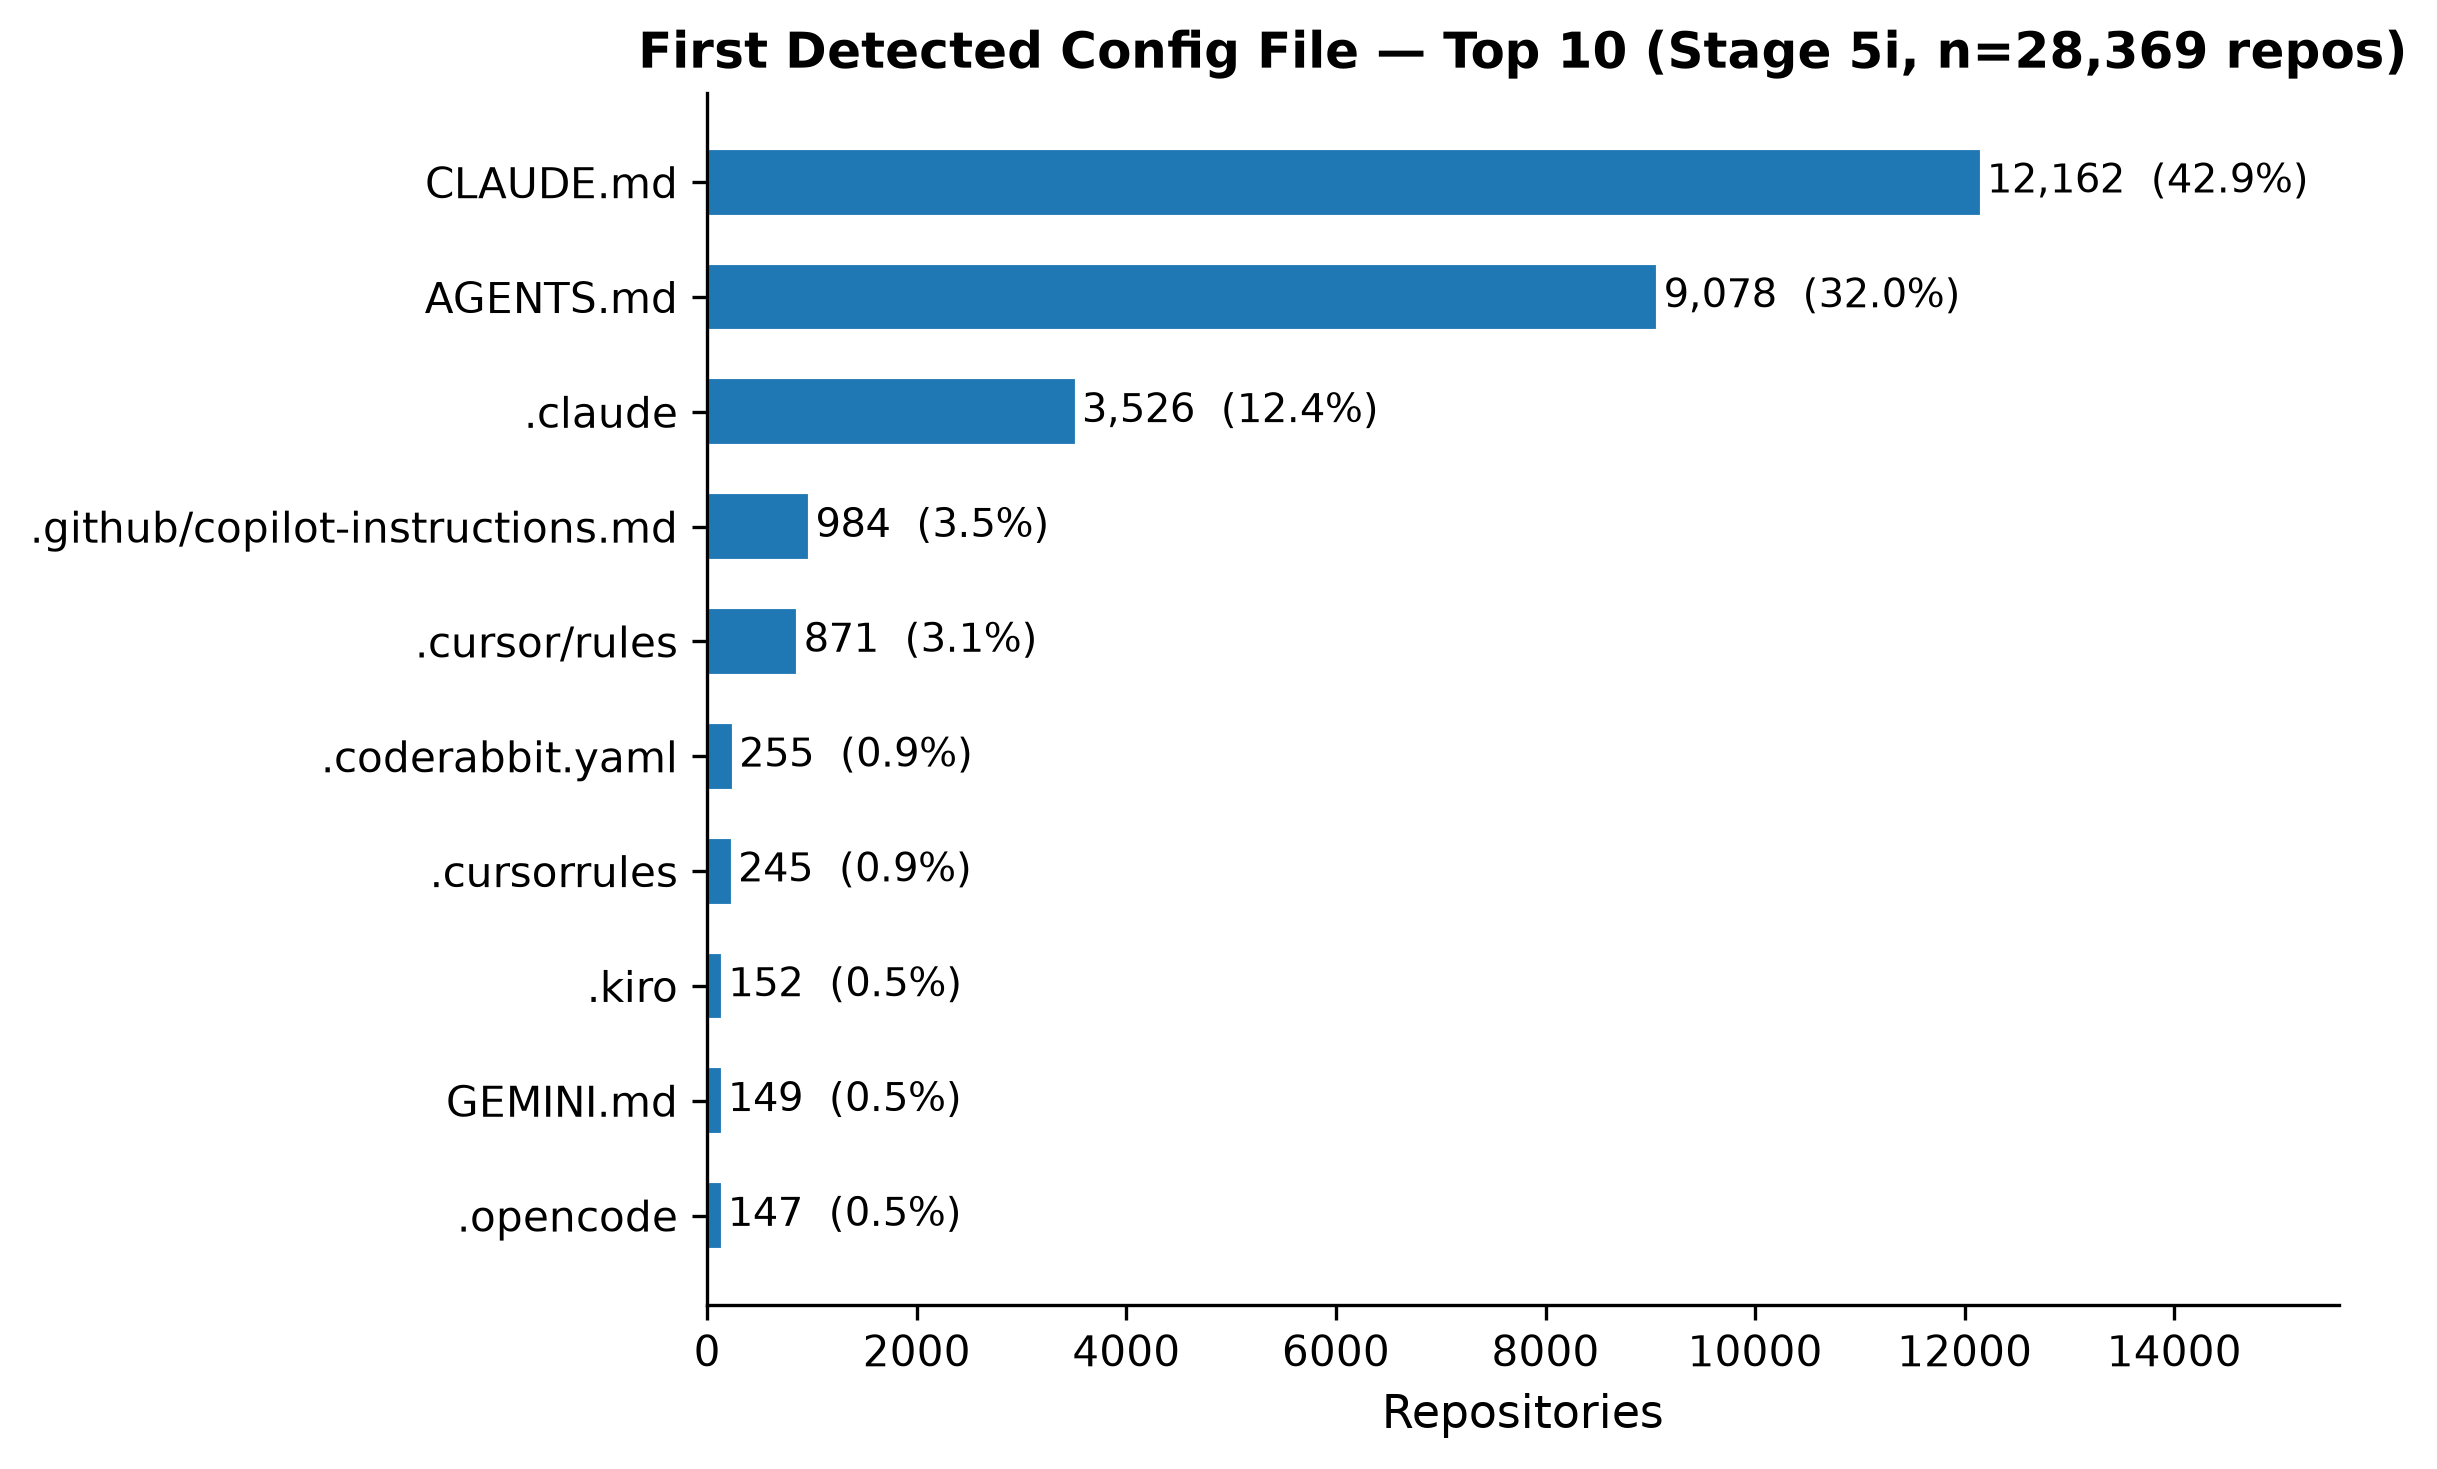 First Detected Config File — Top 10 (Stage 5i, n=28,369 repos)
CLAUDE.md 12,162 (42.9%)
AGENTS.md 9,078 (32.0%)
.claude 3,526 (12.4%)
.github/copilot-instructions.md 984 (3.5%)
.cursor/rules 871 (3.1%)
.coderabbit.yaml 255 (0.9%)
.cursorrules 245 (0.9%)
.kiro 152 (0.5%)
GEMINI.md 149 (0.5%)
.opencode 147 (0.5%)
0 2000 4000 6000 8000 10000 12000 14000
Repositories